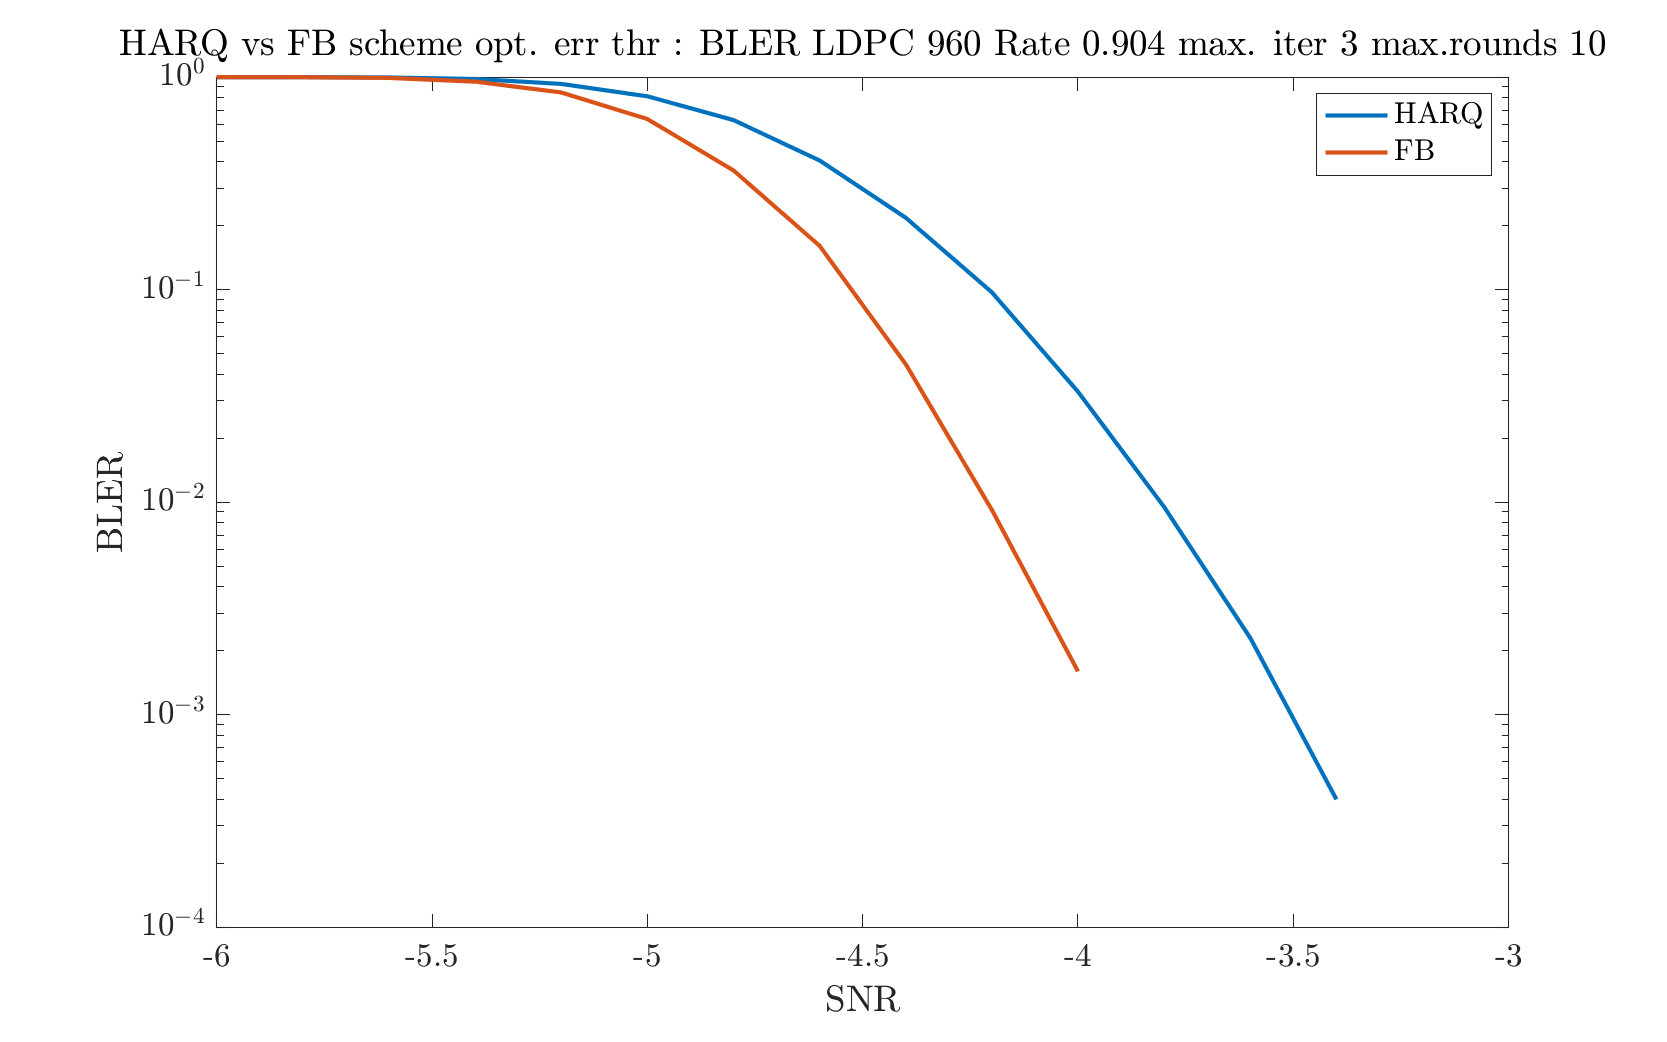 HARQ vs FB scheme opt. err thr : BLER LDPC 960 Rate 0.904 max. iter 3 max.rounds 10
10^0
HARQ
FB
10^{-1}
BLER
10^{-2}
10^{-3}
10^{-4}
-6 -5.5 -5 -4.5 -4 -3.5 -3
SNR